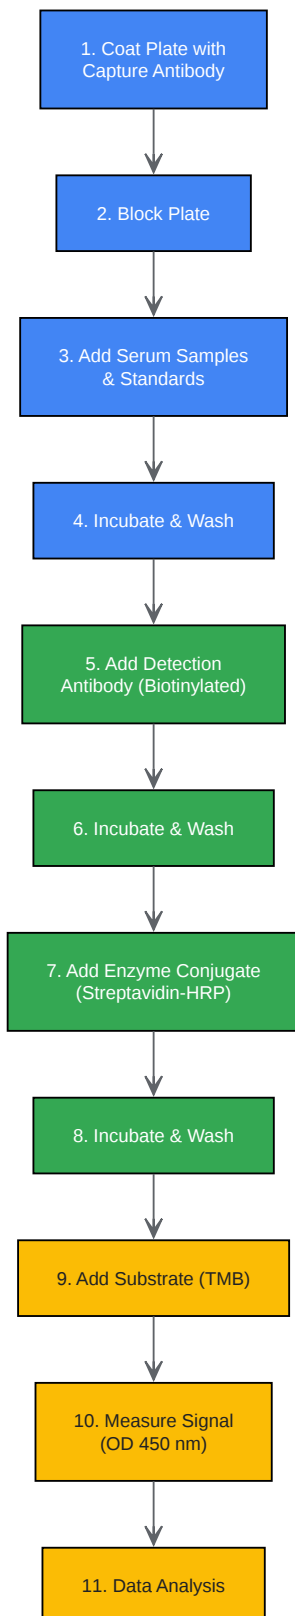 1. Coat Plate with
Capture Antibody
2. Block Plate
3. Add Serum Samples
& Standards
4. Incubate & Wash
5. Add Detection
Antibody (Biotinylated)
6. Incubate & Wash
7. Add Enzyme Conjugate
(Streptavidin-HRP)
8. Incubate & Wash
9. Add Substrate (TMB)
10. Measure Signal
(OD 450 nm)
11. Data Analysis